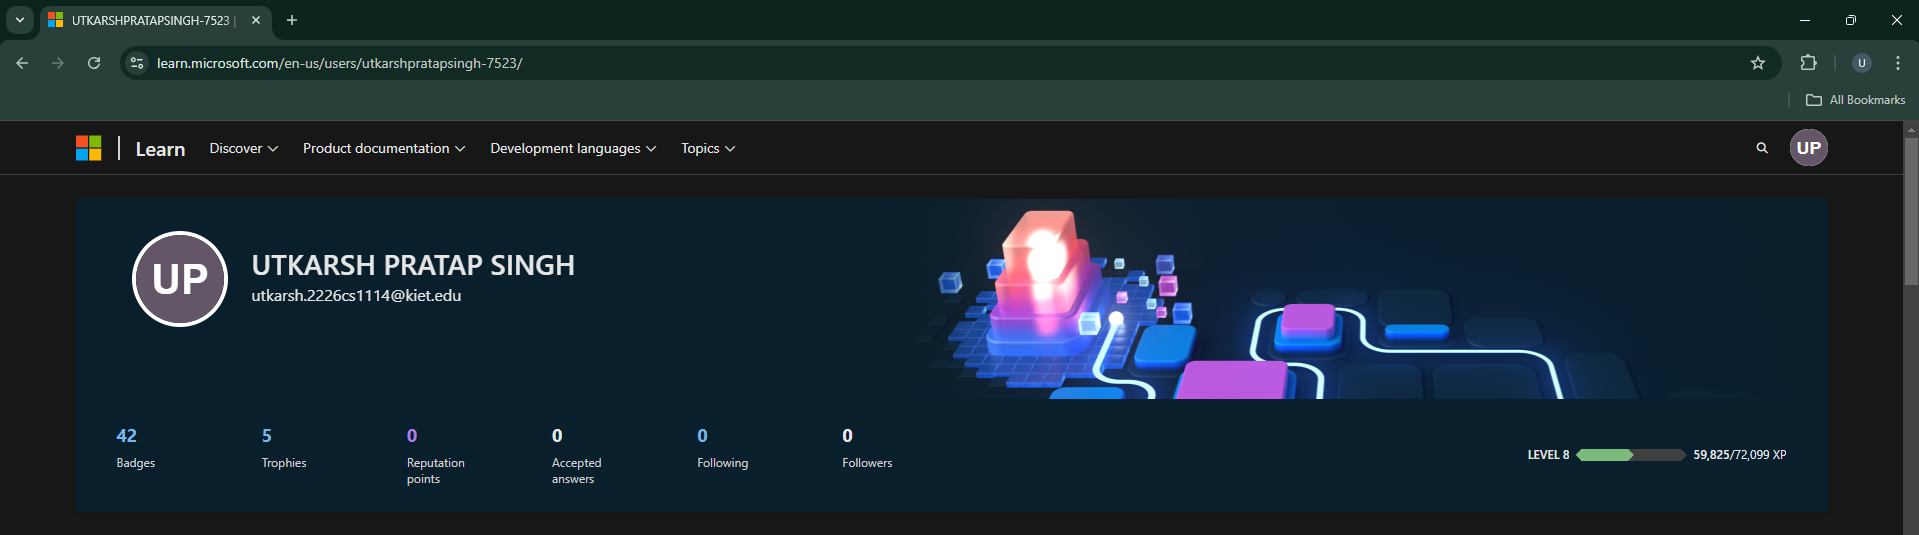 UTKARSHPRATAPSINGH-7523 |
learn.microsoft.com/en-us/users/utkarshpratapsingh-7523/
U
All Bookmarks
Learn Discover Product documentation Development languages Topics UP
UP
UTKARSH PRATAP SINGH
utkarsh.2226cs1114@kiet.edu
42 5 0 0 0 0
Badges Trophies Reputation points Accepted answers Following Followers
LEVEL 8 59,825/72,099 XP